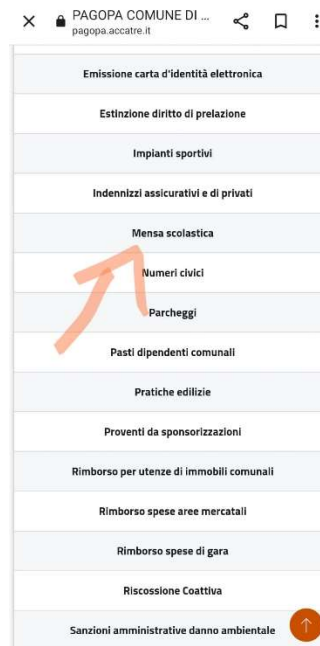 PAGOPA COMUNE DI ...
pagopa.accatre.it
Emissione carta d'identità elettronica
Estinzione diritto di prelazione
Impianti sportivi
Indennizzi assicurativi e di privati
Mensa scolastica
Numeri civici
Parcheggi
Pasti dipendenti comunali
Pratiche edilizie
Proventi da sponsorizzazioni
Rimborso per utenze di immobili comunali
Rimborso spese aree mercatali
Rimborso spese di gara
Riscossione Coattiva
Sanzioni amministrative danno ambientale